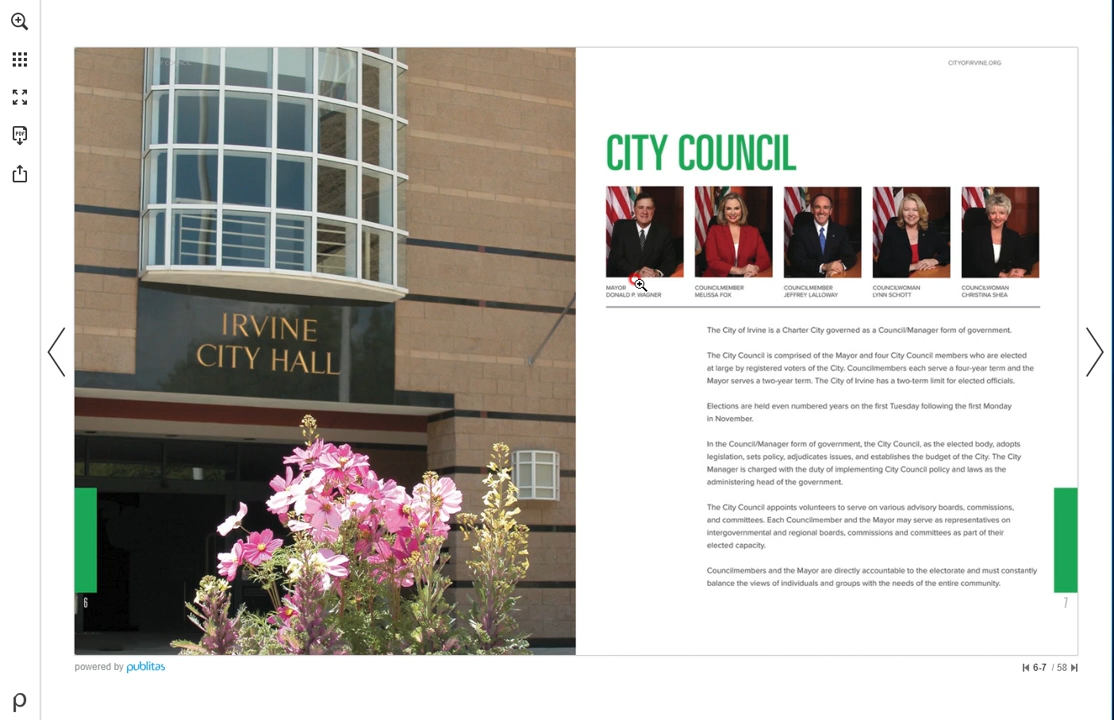 CITYOFIRVINE.ORG
IRVINE
CITY HALL
6
CITY COUNCIL
MAYOR
DONALD P. WAGNER
COUNCILMEMBER
MELISSA FOX
COUNCILMEMBER
JEFFREY LALLOWAY
COUNCILWOMAN
LYNN SCHOTT
COUNCILWOMAN
CHRISTINA SHEA
The City of Irvine is a Charter City governed as a Council/Manager form of government.
The City Council is comprised of the Mayor and four City Council members who are elected
at large by registered voters of the City. Councilmembers each serve a four-year term and the
Mayor serves a two-year term. The City of Irvine has a two-term limit for elected officials.
Elections are held even numbered years on the first Tuesday following the first Monday
in November.
In the Council/Manager form of government, the City Council, as the elected body, adopts
legislation, sets policy, adjudicates issues, and establishes the budget of the City. The City
Manager is charged with the duty of implementing City Council policy and laws as the
administering head of the government.
The City Council appoints volunteers to serve on various advisory boards, commissions,
and committees. Each Councilmember and the Mayor may serve as representatives on
intergovernmental and regional boards, commissions and committees as part of their
elected capacity.
Councilmembers and the Mayor are directly accountable to the electorate and must constantly
balance the views of individuals and groups with the needs of the entire community.
7
powered by publitas
6-7 / 58
PDF